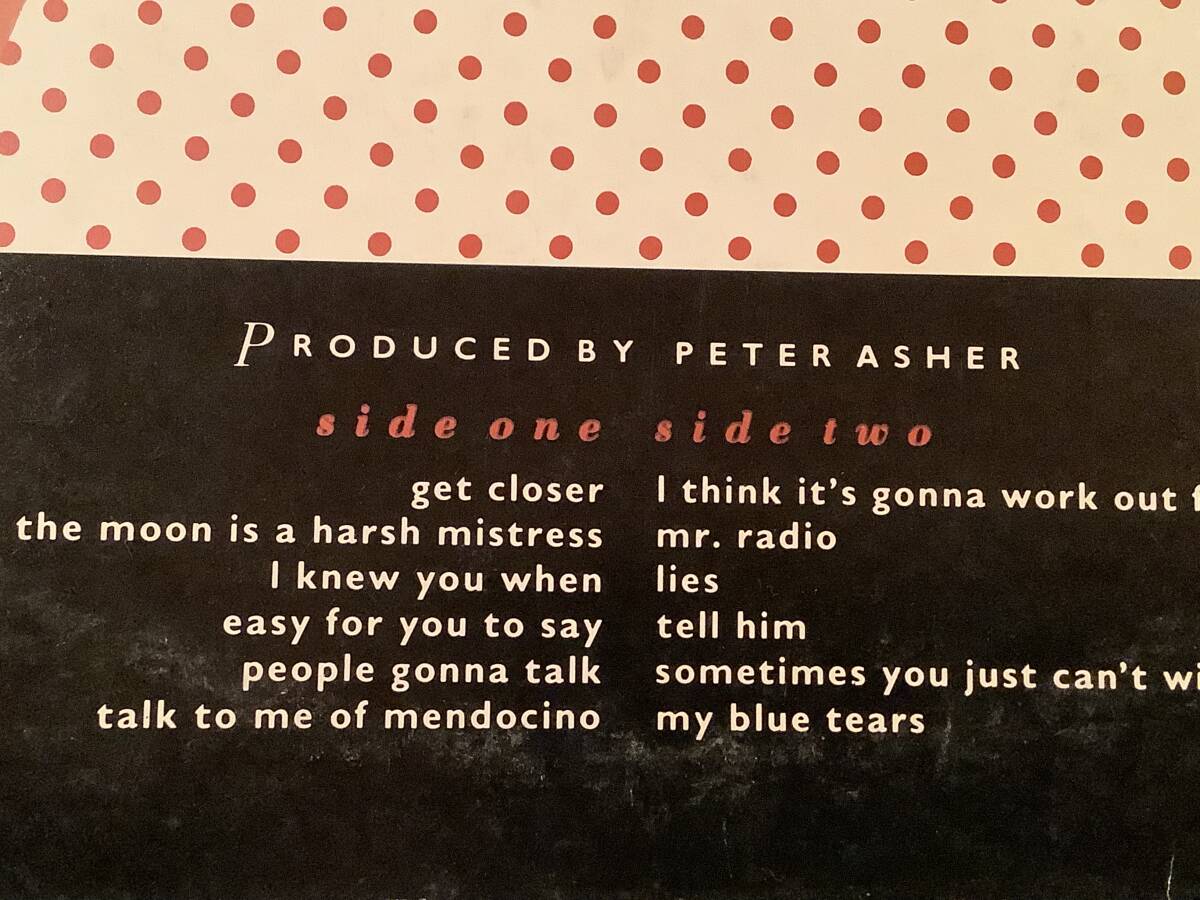 PRODUCED BY PETER ASHER
side one
get closer
the moon is a harsh mistress
I knew you when
easy for you to say
people gonna talk
talk to me of mendocino
side two
I think it's gonna work out
mr. radio
lies
tell him
sometimes you just can't
my blue tears